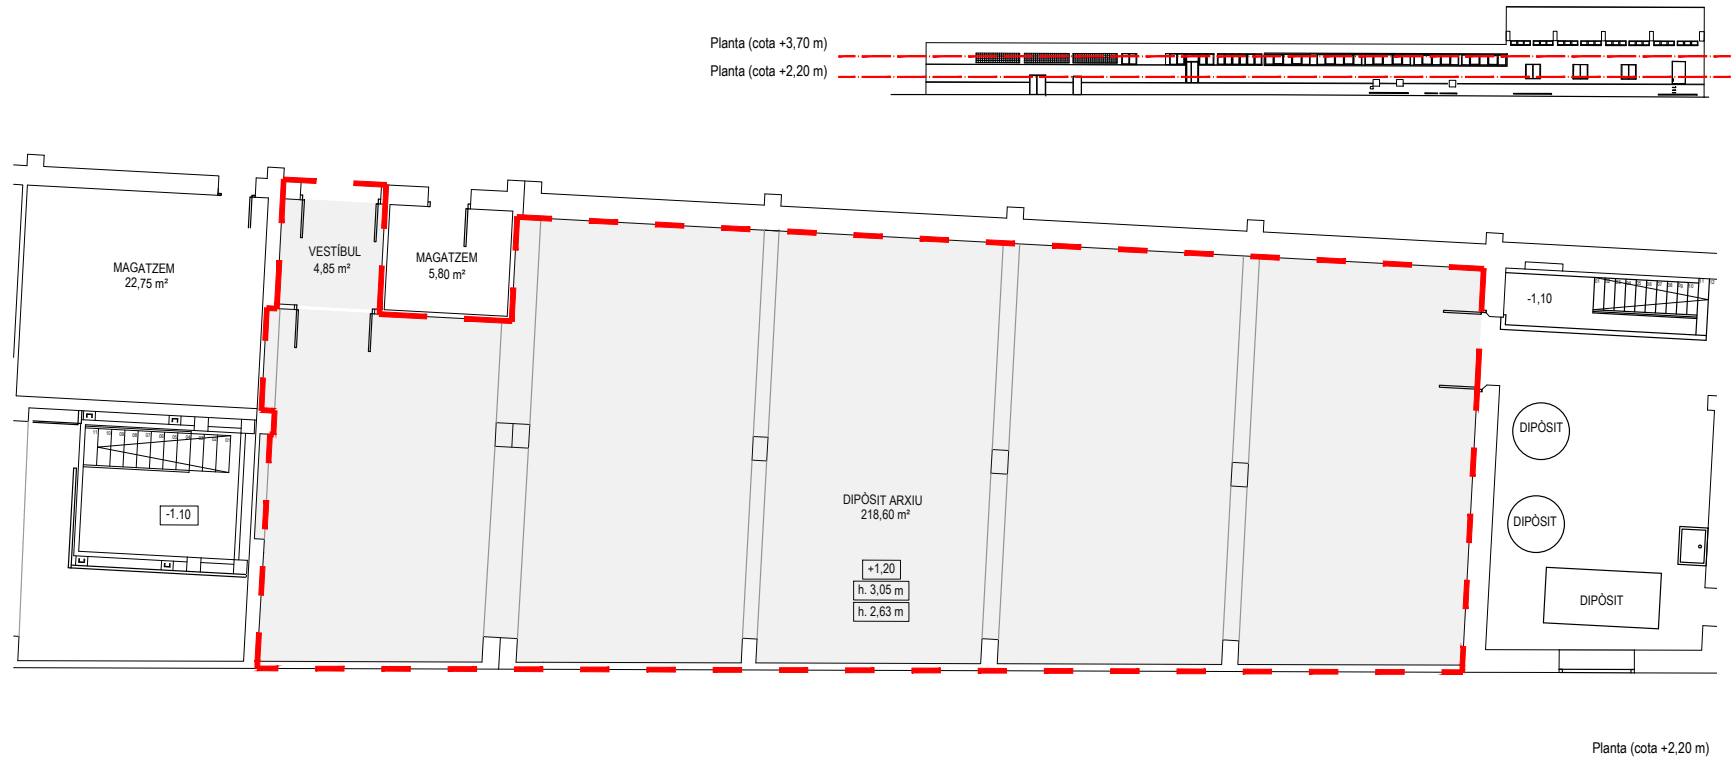 Planta (cota +3,70 m)
Planta (cota +2,20 m)
VESTÍBUL
4,85 m²
MAGATZEM
5,80 m²
MAGATZEM
22,75 m²
-1,10
DIPÒSIT
DIPÒSIT ARXIU
218,60 m²
-1.10
DIPÒSIT
+1,20
h. 3,05 m
h. 2,63 m
DIPÒSIT
Planta (cota +2,20 m)